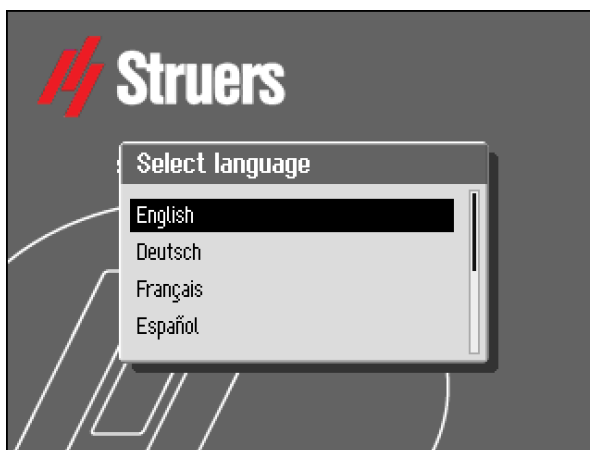 Struers
Select language
English
Deutsch
Français
Español